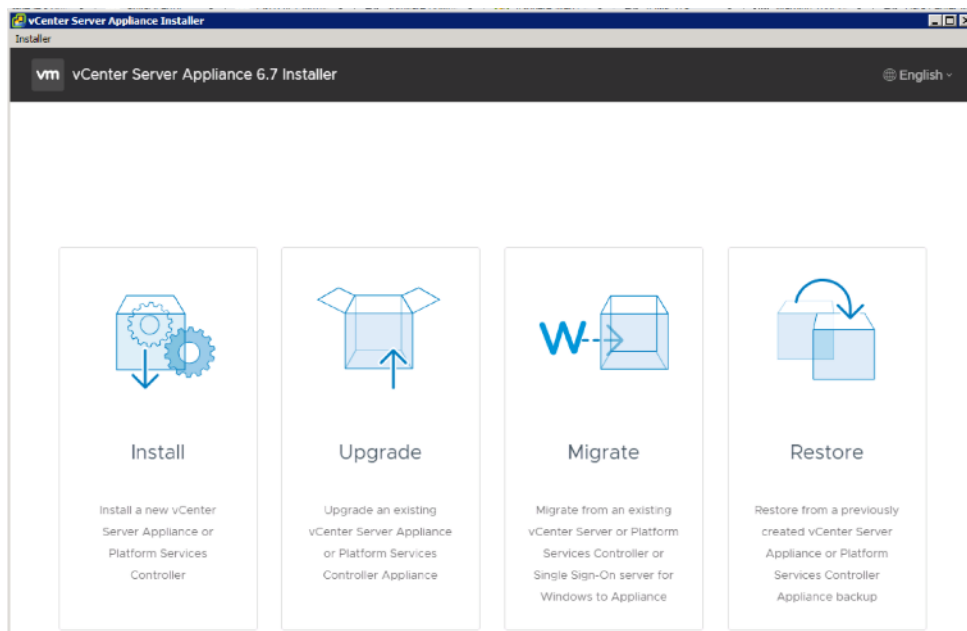 vCenter Server Appliance Installer
Installer
vm vCenter Server Appliance 6.7 Installer
English
W
Install
Install a new vCenter
Server Appliance or
Platform Services
Controller
Upgrade
Upgrade an existing
vCenter Server Appliance
or Platform Services
Controller Appliance
Migrate
Migrate from an existing
vCenter Server or Platform
Services Controller or
Single Sign-On server for
Windows to Appliance
Restore
Restore from a previously
created vCenter Server
Appliance or Platform
Services Controller
Appliance backup